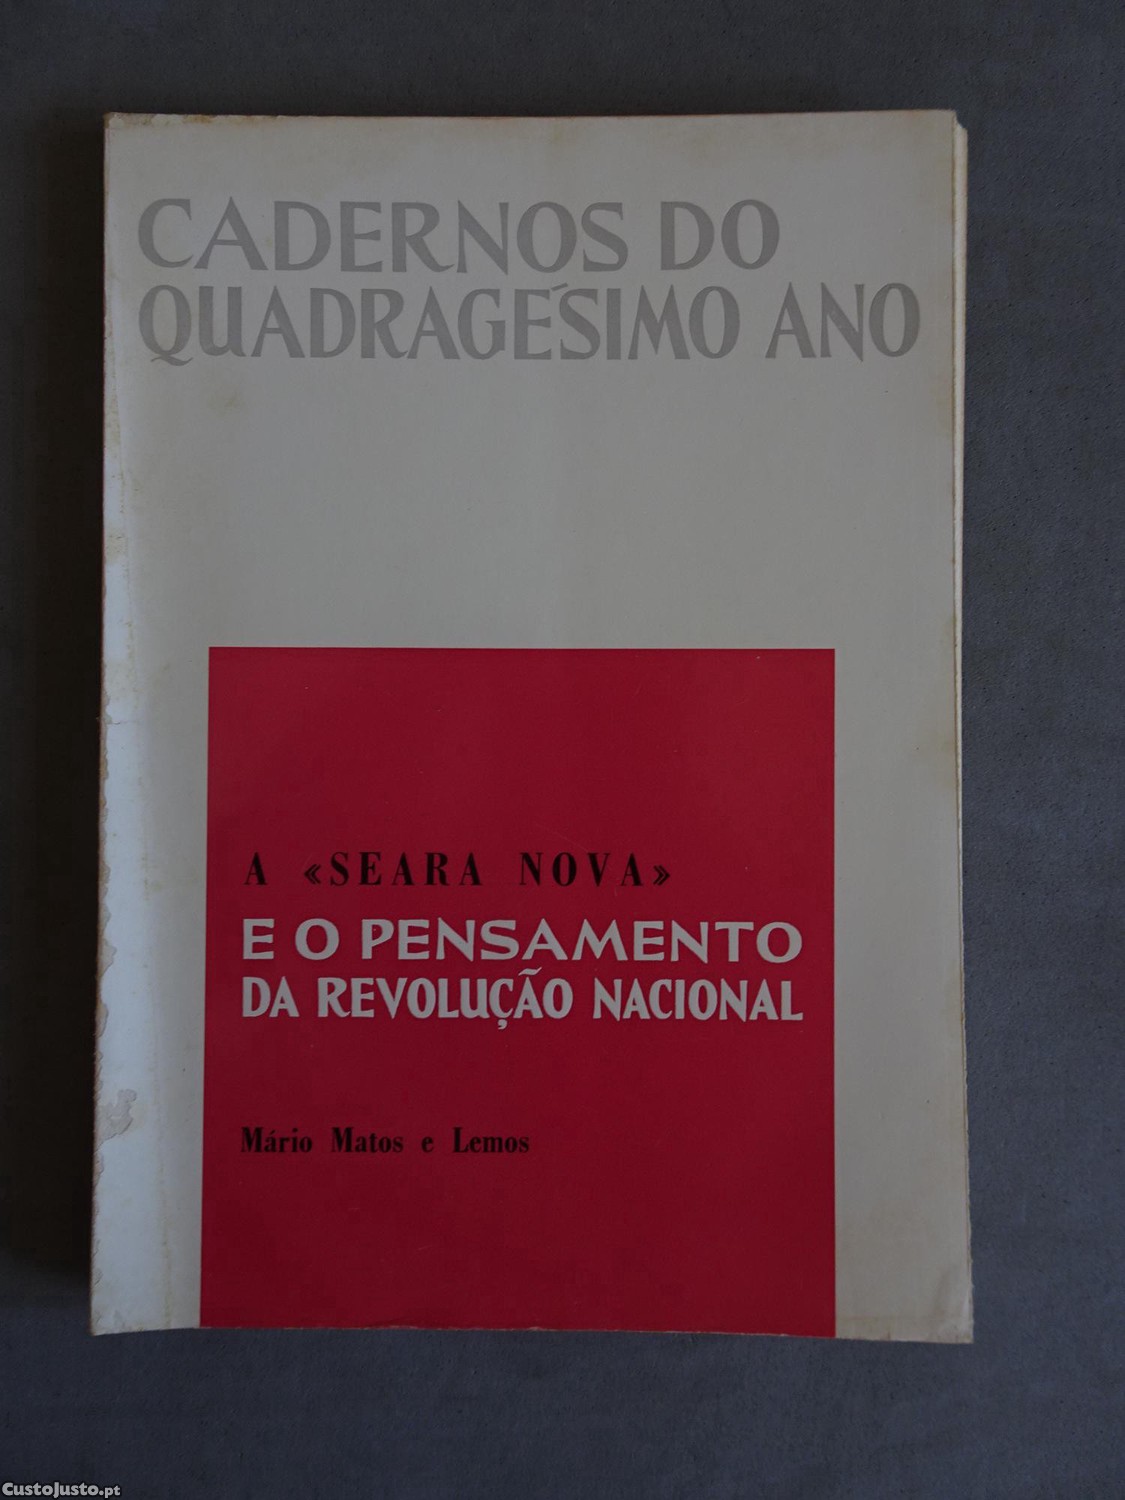 CADERNOS DO
QUADRAGÉSIMO ANO
A «SEARA NOVA»
E O PENSAMENTO
DA REVOLUÇÃO NACIONAL
Mário Matos e Lemos
CustoJusto.pt